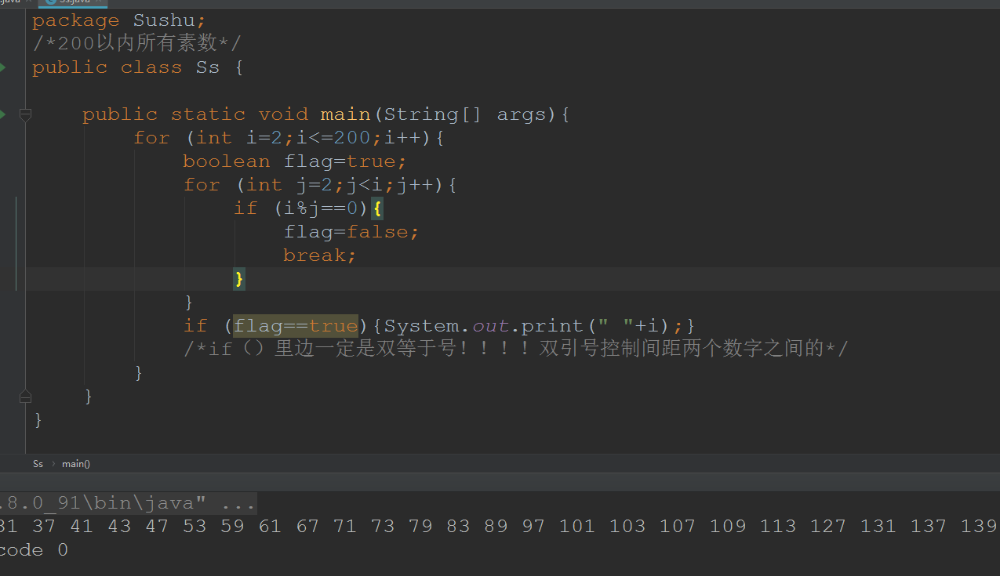 Ss.java
package Sushu;
/*200以内所有素数*/
public class Ss {
public static void main(String[] args){
for (int i=2;i<=200;i++){
boolean flag=true;
for (int j=2;j<i;j++){
if (i%j==0){
flag=false;
break;
}
}
if (flag==true){System.out.print(" "+i);}
/*if（）里边一定是双等于号！！！！双引号控制间距两个数字之间的*/
}
}
}
Ss › main()
.8.0_91\bin\java" ...
31 37 41 43 47 53 59 61 67 71 73 79 83 89 97 101 103 107 109 113 127 131 137 139
code 0